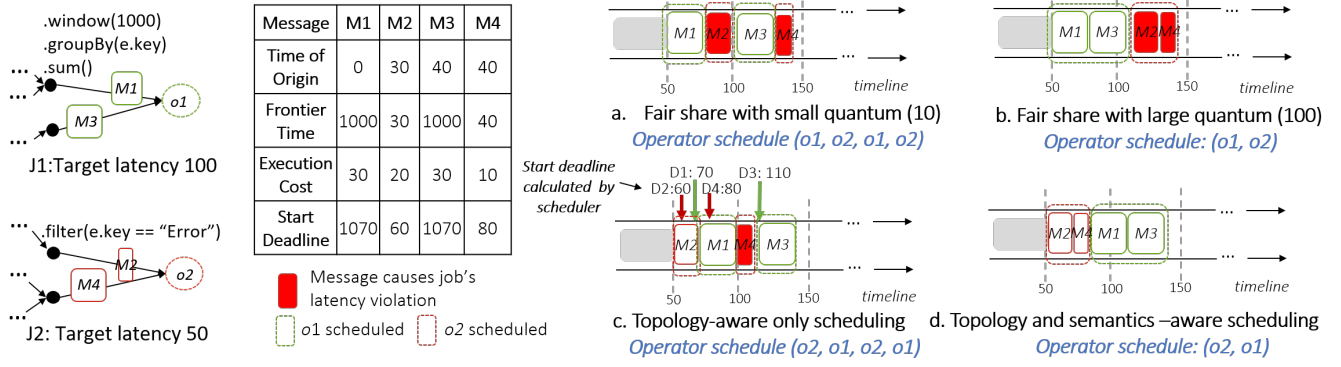 .window(1000)
.groupBy(e.key)
.sum()
...
...
M1
o1
M3
...
J1:Target latency 100
...
.filter(e.key == “Error”)
M2
...
o2
M4
...
J2: Target latency 50
Message M1 M2 M3 M4
Time of Origin 0 30 40 40
Frontier Time 1000 30 1000 40
Execution Cost 30 20 30 10
Start Deadline 1070 60 1070 80
Message causes job's
latency violation
o1 scheduled
o2 scheduled
...
M1 M2 M3 M4
...
50 100 150 timeline
a. Fair share with small quantum (10)
Operator schedule (o1, o2, o1, o2)
...
M1 M3 M2 M4
...
50 100 150 timeline
b. Fair share with large quantum (100)
Operator schedule: (o1, o2)
Start deadline
calculated by
scheduler
D1: 70 D3: 110
D2:60 D4:80
...
M2 M1 M4 M3
...
50 100 150 timeline
c. Topology-aware only scheduling
Operator schedule (o2, o1, o2, o1)
...
M2 M4 M1 M3
...
50 100 150 timeline
d. Topology and semantics –aware scheduling
Operator schedule: (o2, o1)